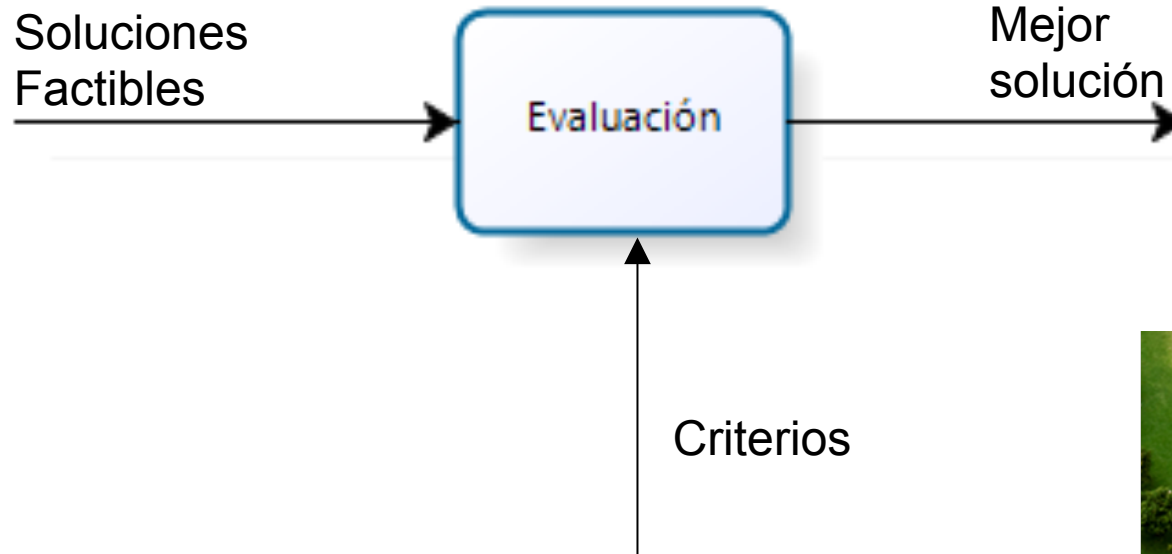 Soluciones
Factibles
Evaluación
Mejor
solución
Criterios